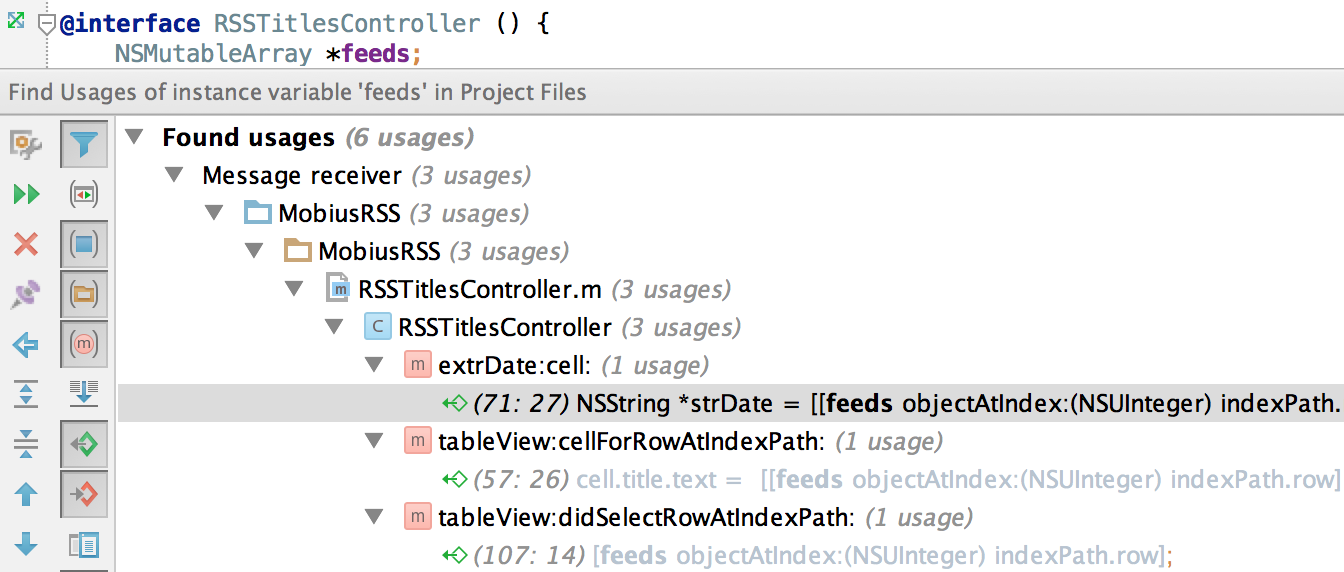 @interface RSSTitlesController () {
NSMutableArray *feeds;
Find Usages of instance variable 'feeds' in Project Files
Found usages (6 usages)
Message receiver (3 usages)
MobiusRSS (3 usages)
MobiusRSS (3 usages)
m RSSTitlesController.m (3 usages)
C RSSTitlesController (3 usages)
m extrDate:cell: (1 usage)
(71: 27) NSString *strDate = [[feeds objectAtIndex:(NSUInteger) indexPath.
m tableView:cellForRowAtIndexPath: (1 usage)
(57: 26) cell.title.text = [[feeds objectAtIndex:(NSUInteger) indexPath.row]
m tableView:didSelectRowAtIndexPath: (1 usage)
(107: 14) [feeds objectAtIndex:(NSUInteger) indexPath.row];
(m)